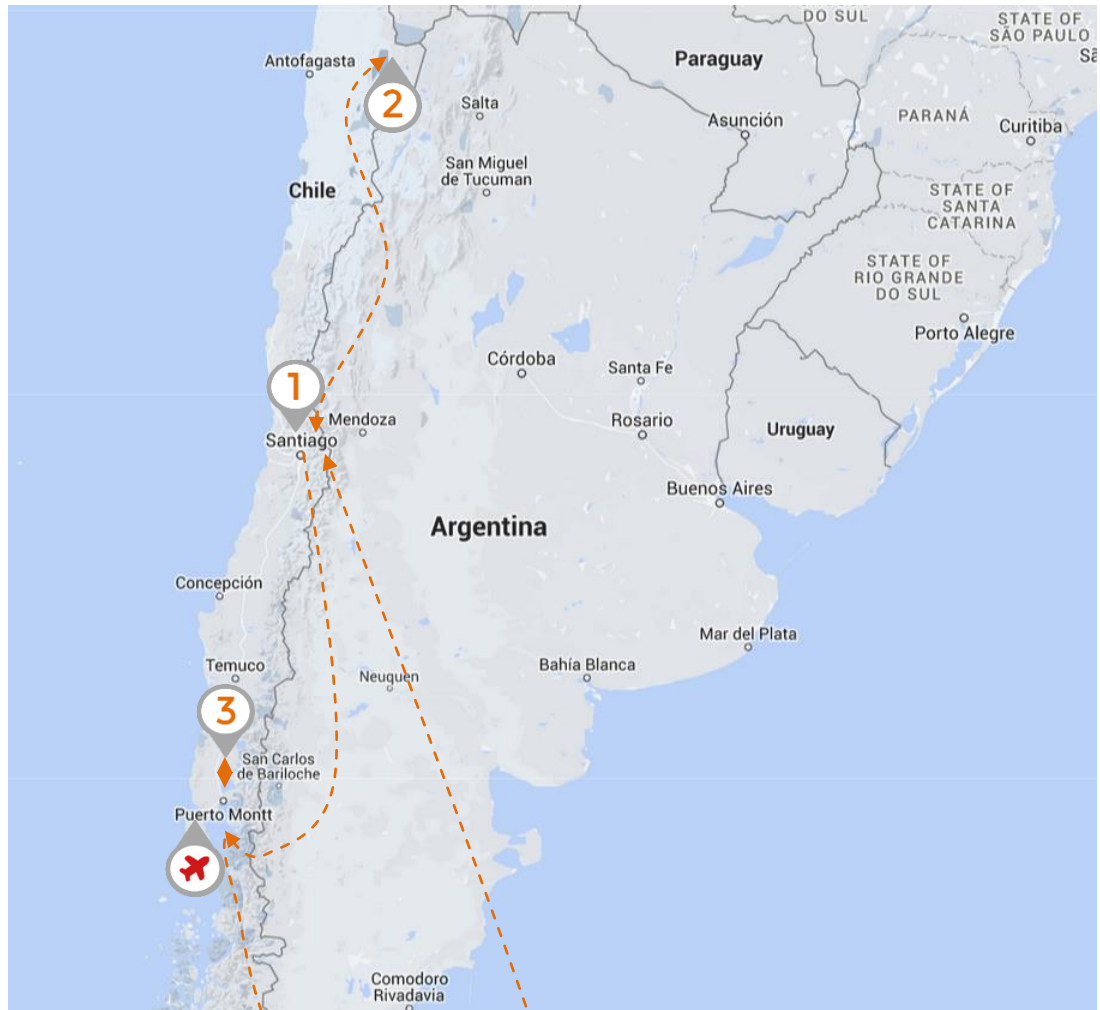 DO SUL
STATE OF
SÃO PAULO
Sã
Antofagasta
Paraguay
2
Salta
Asunción
PARANÁ
Curitiba
San Miguel
de Tucuman
Chile
STATE OF
SANTA
CATARINA
STATE OF
RIO GRANDE
DO SUL
Porto Alegre
Córdoba
Santa Fe
1
Mendoza
Rosario
Uruguay
Santiago
Buenos Aires
Argentina
Concepción
Mar del Plata
Temuco
Bahía Blanca
Neuquen
3
San Carlos
de Bariloche
Puerto Montt
Comodoro
Rivadavia